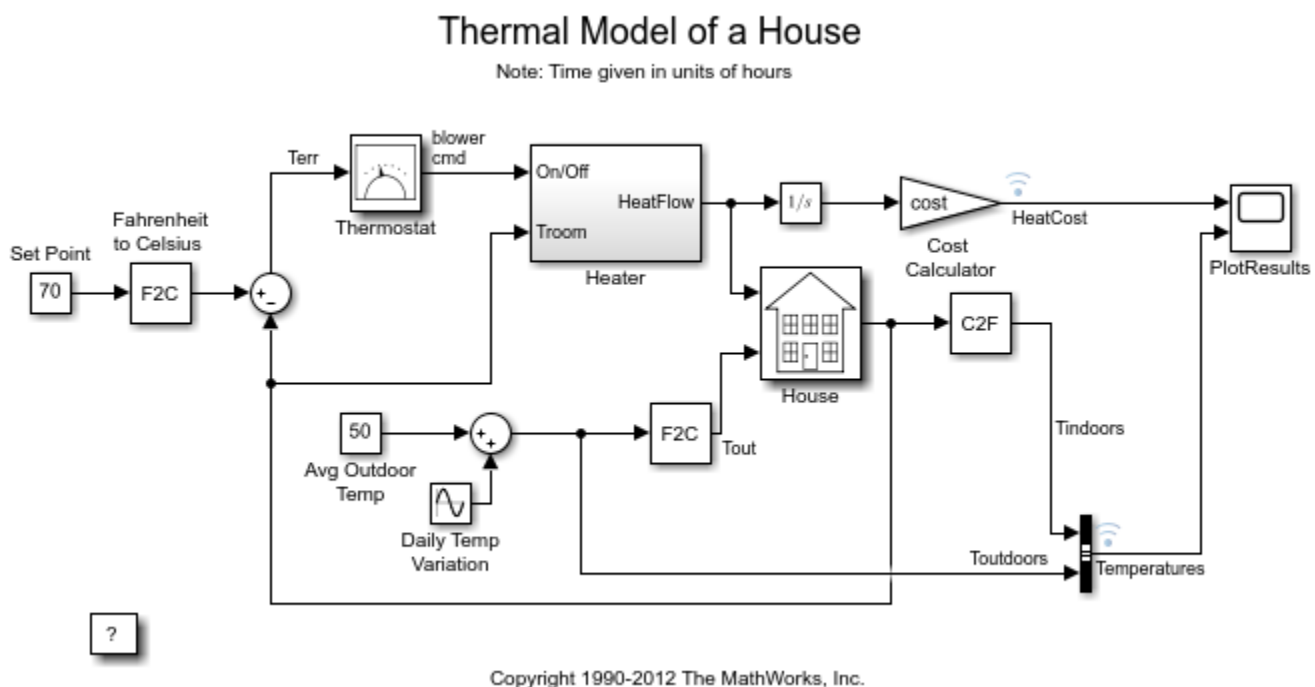 Thermal Model of a House
Note: Time given in units of hours
Terr
blower
cmd
Thermostat
On/Off
HeatFlow
Troom
Heater
1/s
cost
Cost
Calculator
HeatCost
PlotResults
Set Point
70
Fahrenheit
to Celsius
F2C
+
−
House
C2F
50
Avg Outdoor
Temp
+
+
Daily Temp
Variation
F2C
Tout
Tindoors
Toutdoors
Temperatures
?
Copyright 1990-2012 The MathWorks, Inc.